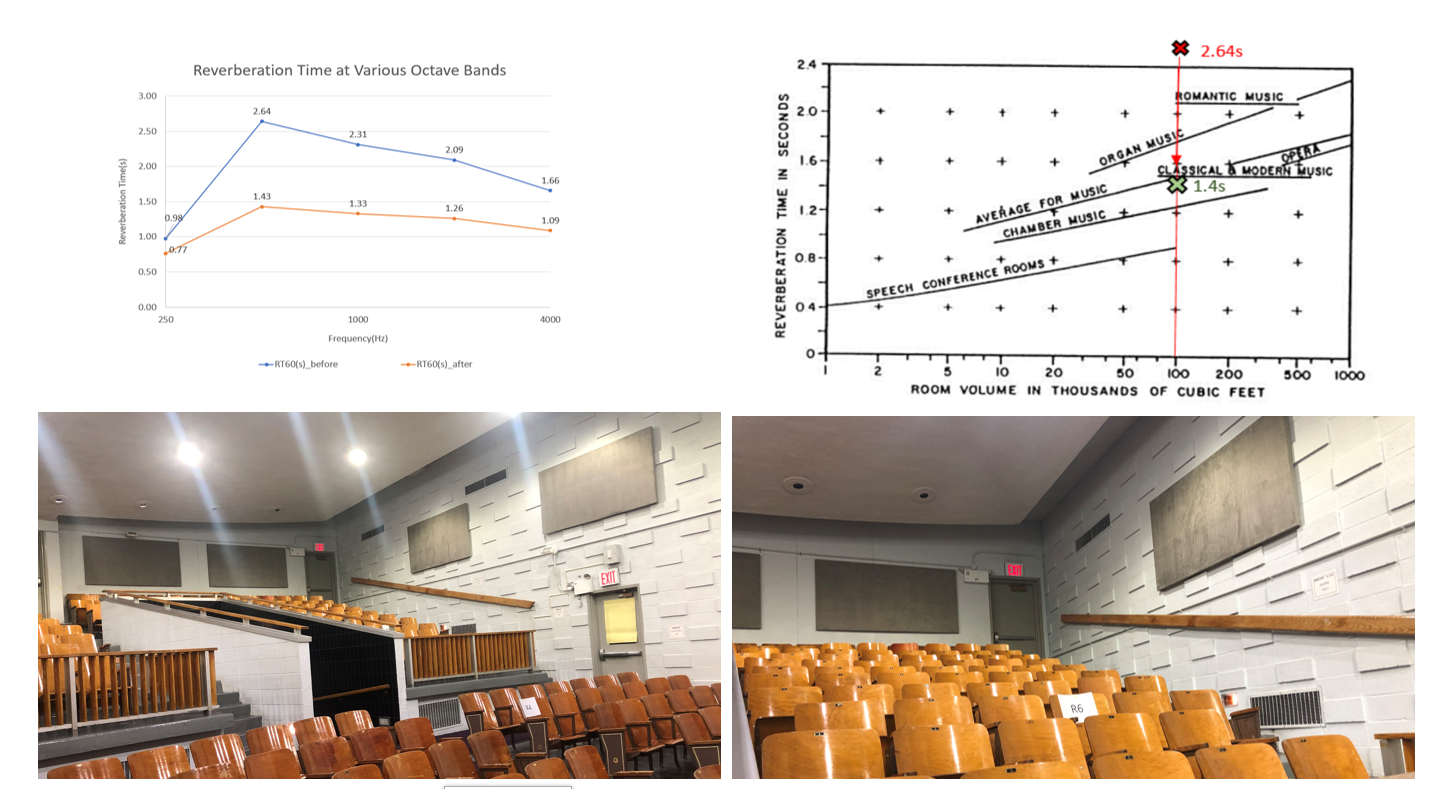 Reverberation Time at Various Octave Bands
3.00
2.50
2.00
1.50
1.00
0.50
0.00
Reverberation Time(s)
2.64
2.31
2.09
1.66
0.98
1.43
1.33
1.26
1.09
0.77
250
1000
4000
Frequency(Hz)
RT60(s)_before
RT60(s)_after
2.64s
2.4
2.0
1.6
1.2
0.8
0.4
0
REVERBERATION TIME IN SECONDS
ROMANTIC MUSIC
ORGAN MUSIC
OPERA
CLASSICAL & MODERN MUSIC
1.4s
AVERAGE FOR MUSIC
CHAMBER MUSIC
SPEECH CONFERENCE ROOMS
1 2 5 10 20 50 100 200 500 1000
ROOM VOLUME IN THOUSANDS OF CUBIC FEET
EXIT
EXIT
R6